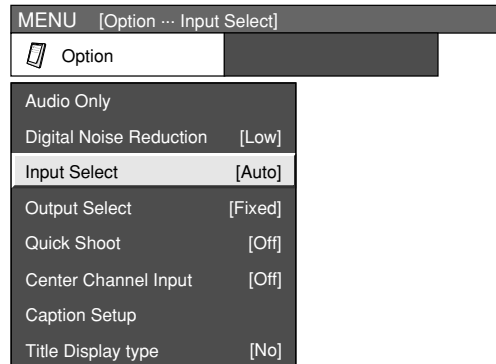 MENU [Option ··· Input Select]
Option
Audio Only
Digital Noise Reduction [Low]
Input Select [Auto]
Output Select [Fixed]
Quick Shoot [Off]
Center Channel Input [Off]
Caption Setup
Title Display type [No]